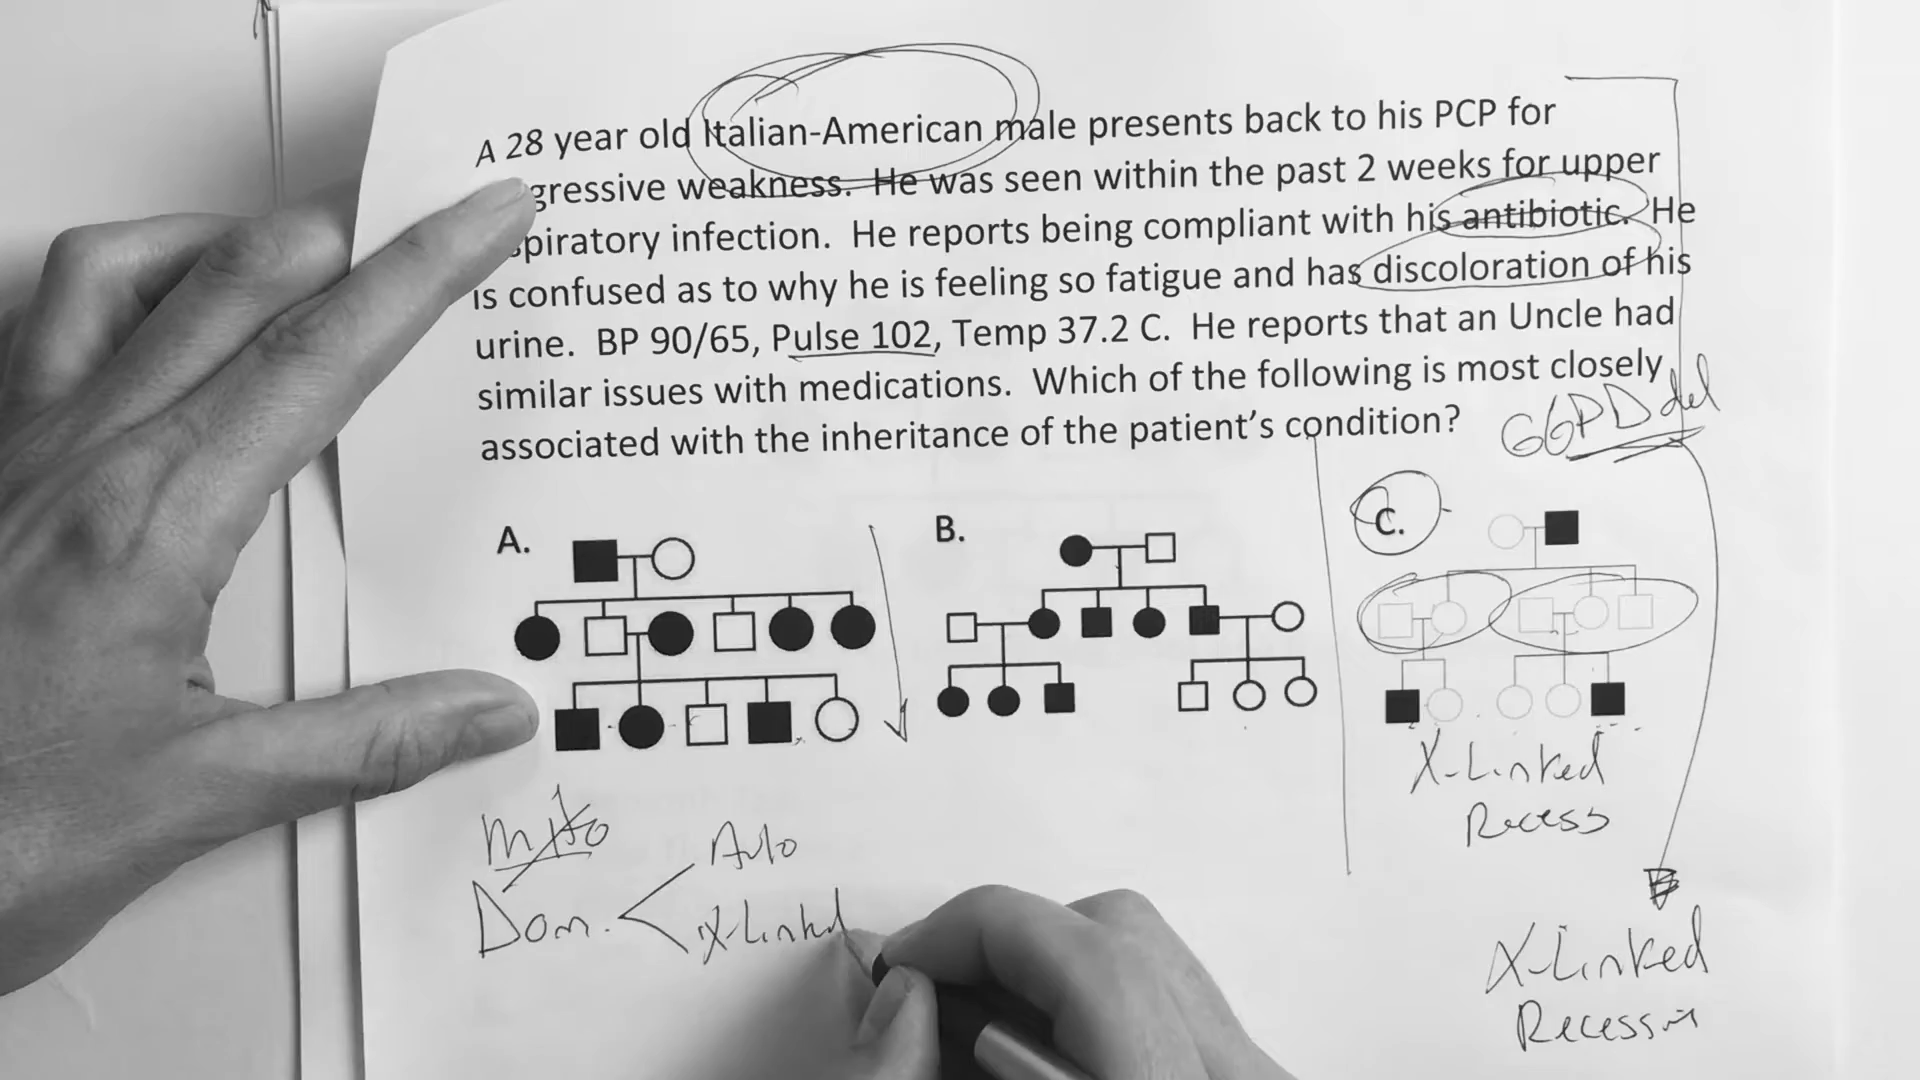 A 28 year old Italian-American male presents back to his PCP for
gressive weakness. He was seen within the past 2 weeks for upper
spiratory infection. He reports being compliant with his antibiotic. He
is confused as to why he is feeling so fatigue and has discoloration of his
urine. BP 90/65, Pulse 102, Temp 37.2 C. He reports that an Uncle had
similar issues with medications. Which of the following is most closely
associated with the inheritance of the patient's condition?
G6PD def
A.
B.
C.
X-Linked
Recess
Mito
Dom. < Auto
X-Linked
X-Linked
Recessive